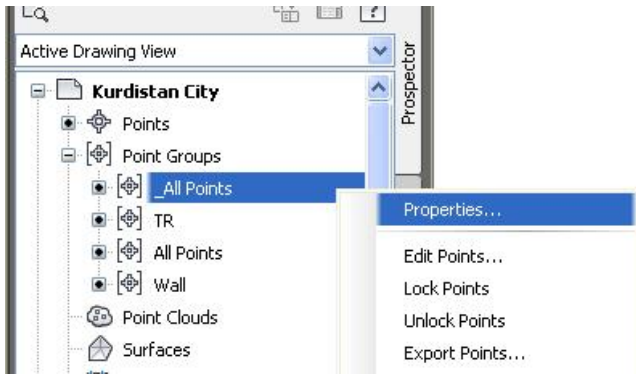 Active Drawing View
Prospector
Kurdistan City
Points
Point Groups
_All Points
Properties...
TR
Edit Points...
All Points
Lock Points
Wall
Unlock Points
Point Clouds
Export Points...
Surfaces